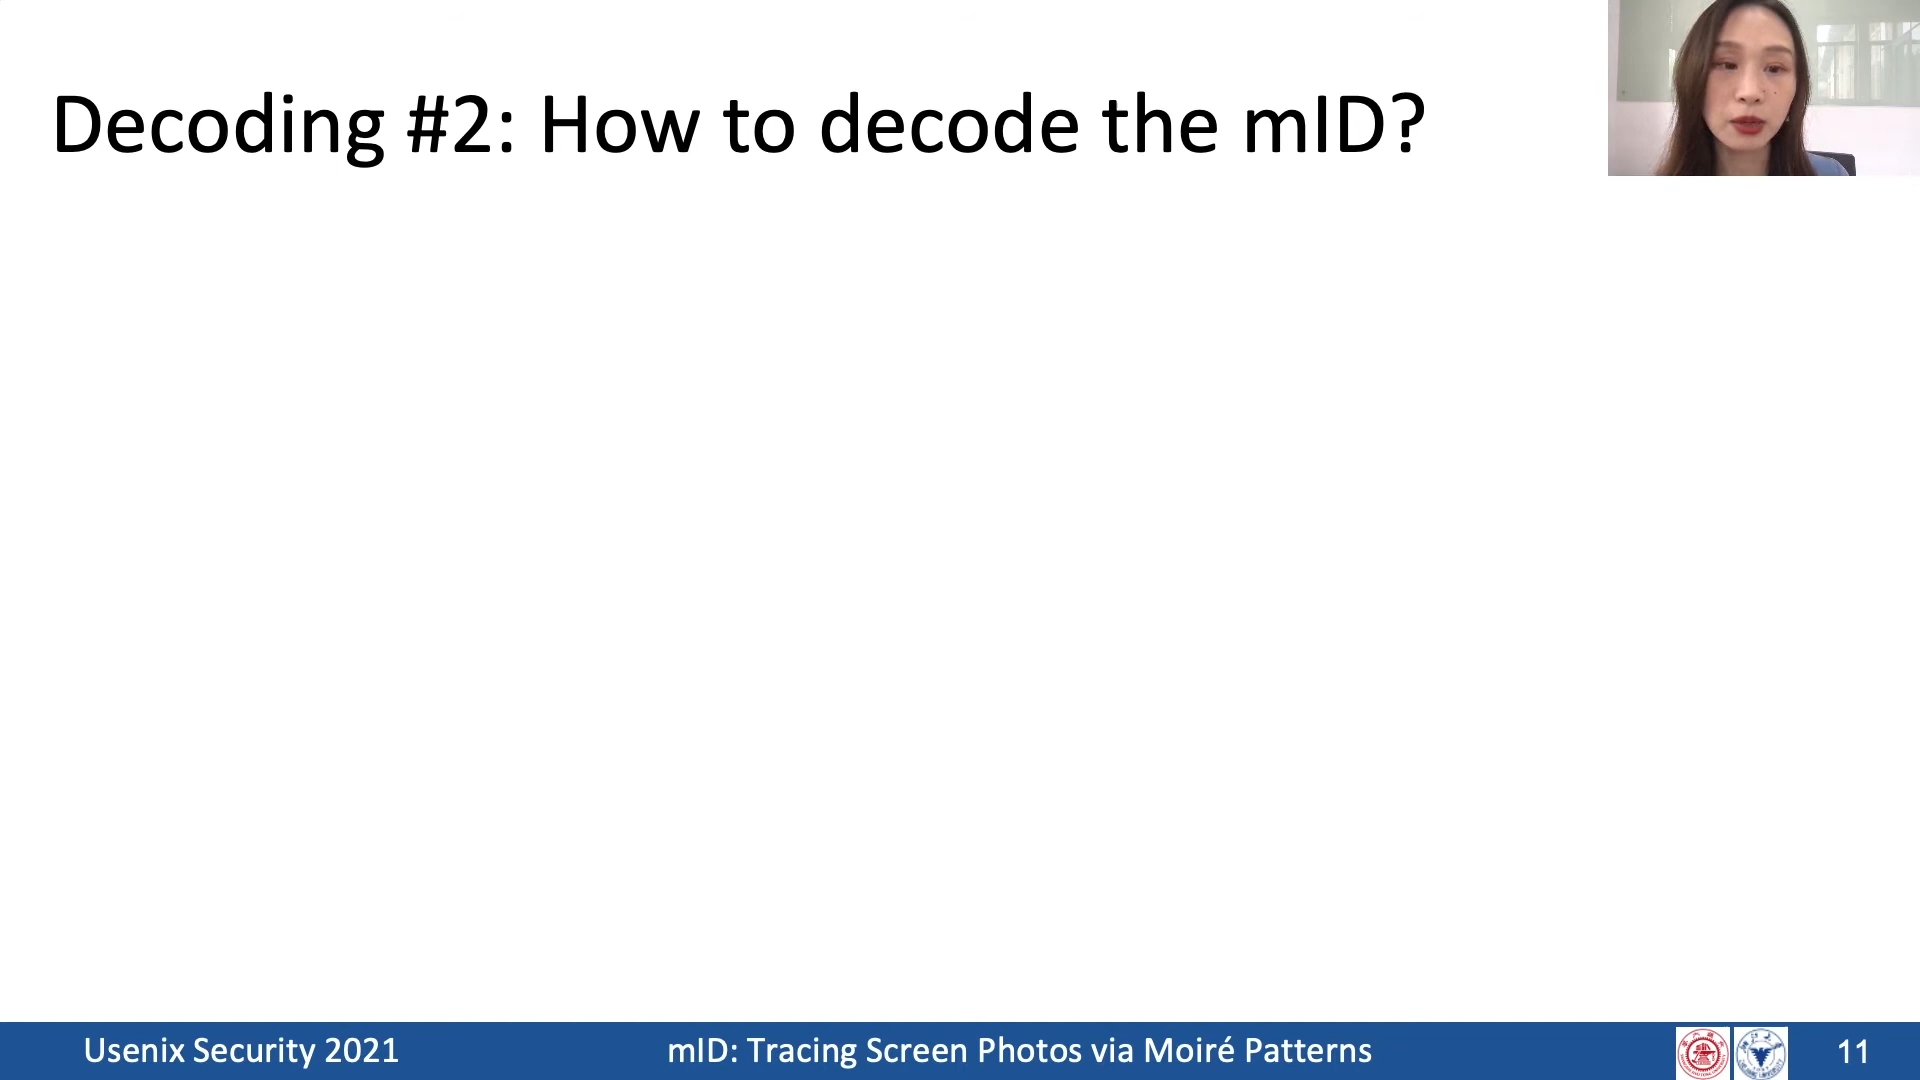 Decoding #2: How to decode the mID?
Usenix Security 2021
mID: Tracing Screen Photos via Moiré Patterns
11